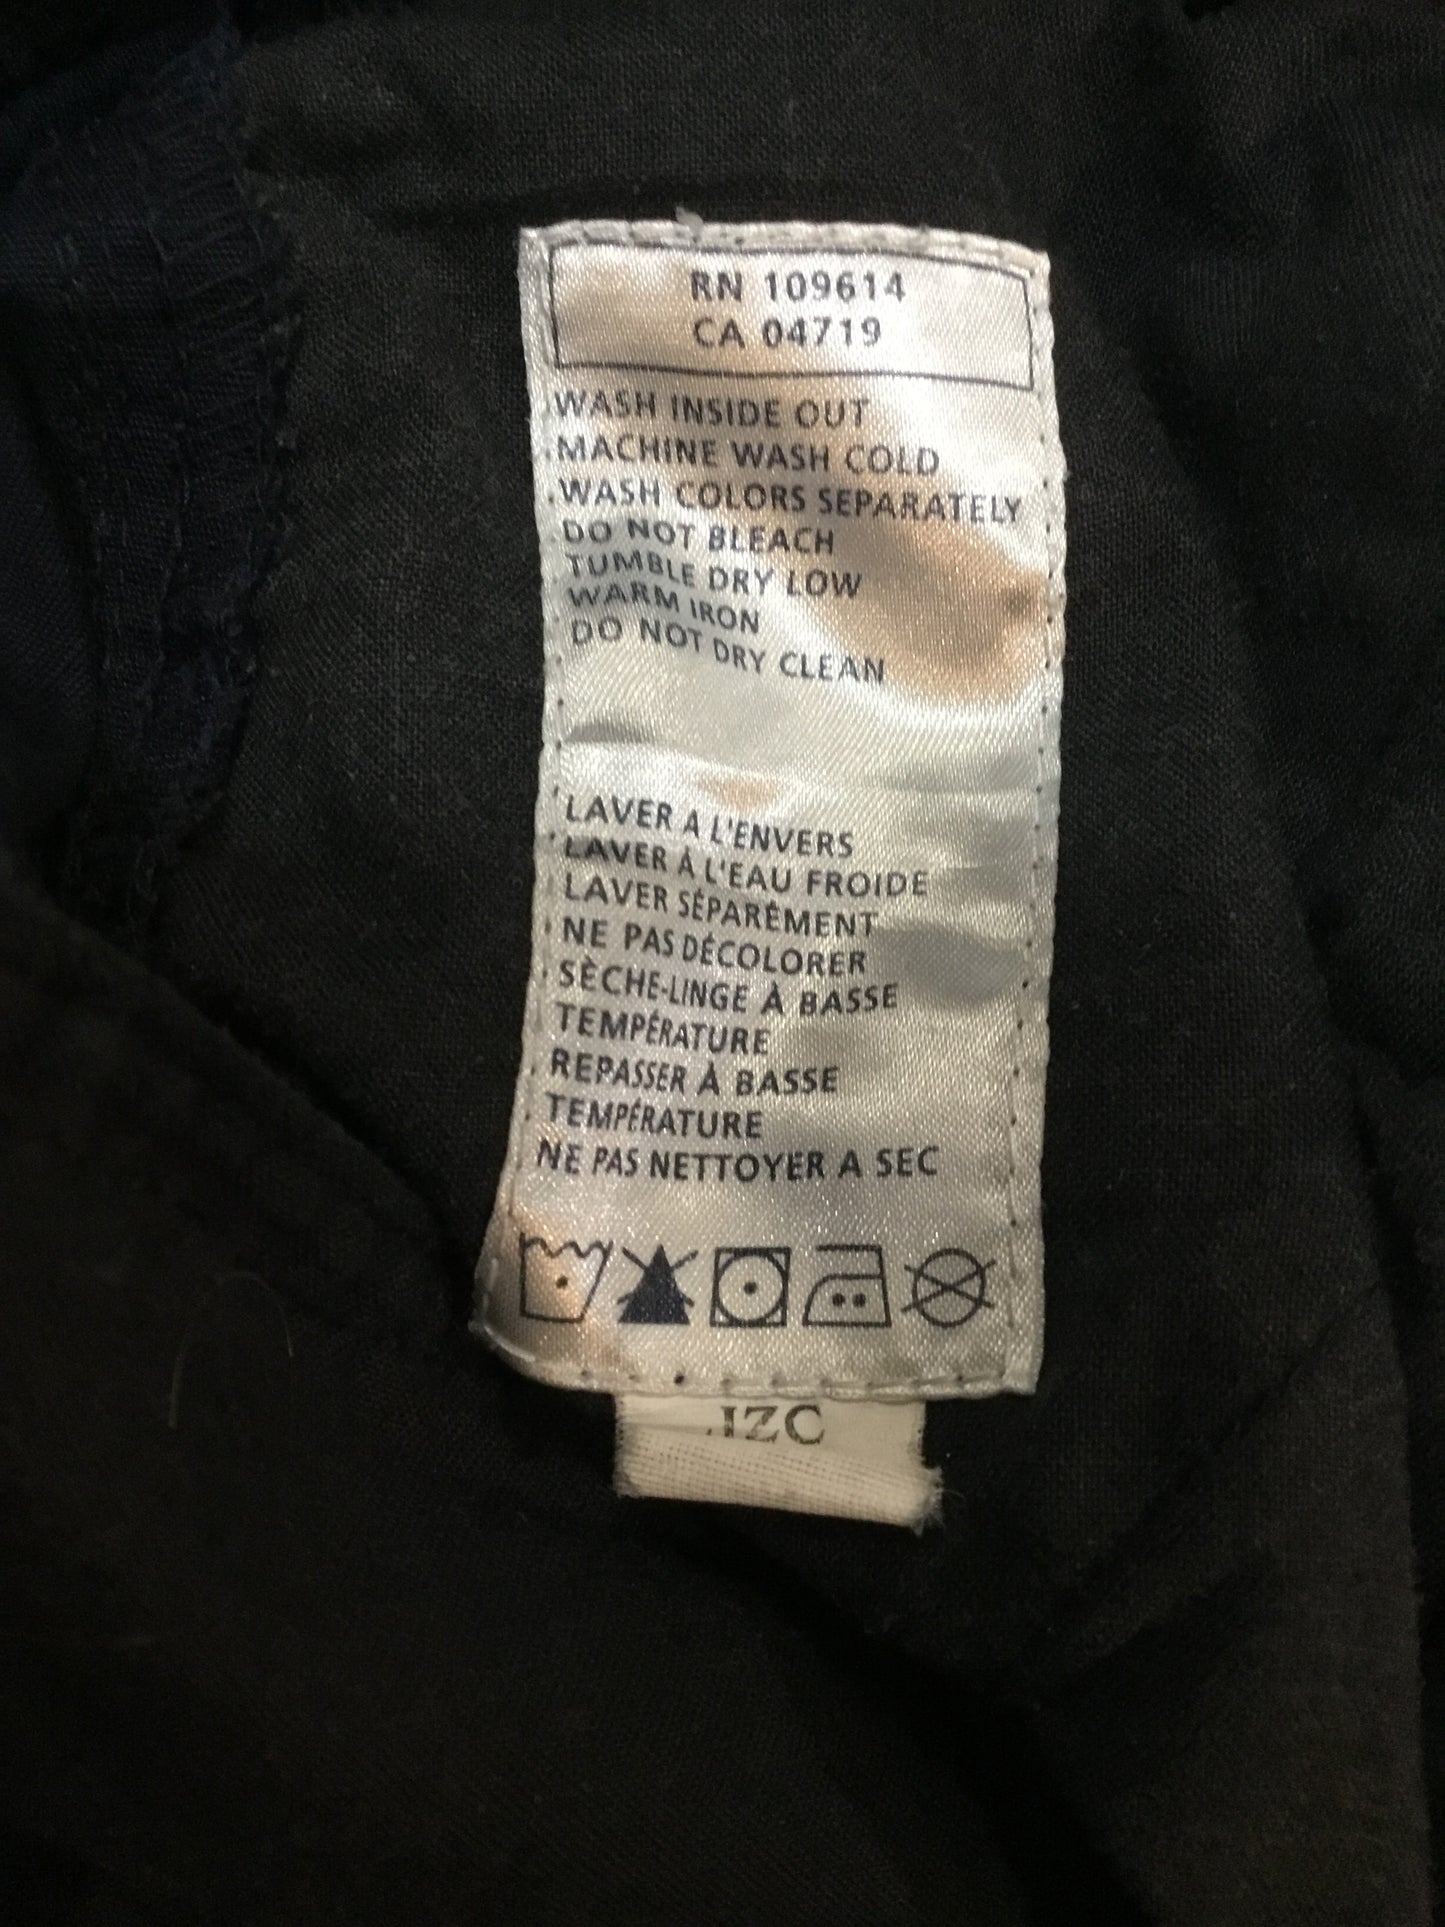 RN 109614
CA 04719
WASH INSIDE OUT
MACHINE WASH COLD
WASH COLORS SEPARATELY
DO NOT BLEACH
TUMBLE DRY LOW
WARM IRON
DO NOT DRY CLEAN
LAVER A L'ENVERS
LAVER À L'EAU FROIDE
LAVER SÉPARÉMENT
NE PAS DÉCOLORER
SÈCHE-LINGE À BASSE
TEMPÉRATURE
REPASSER À BASSE
TEMPÉRATURE
NE PAS NETTOYER A SEC